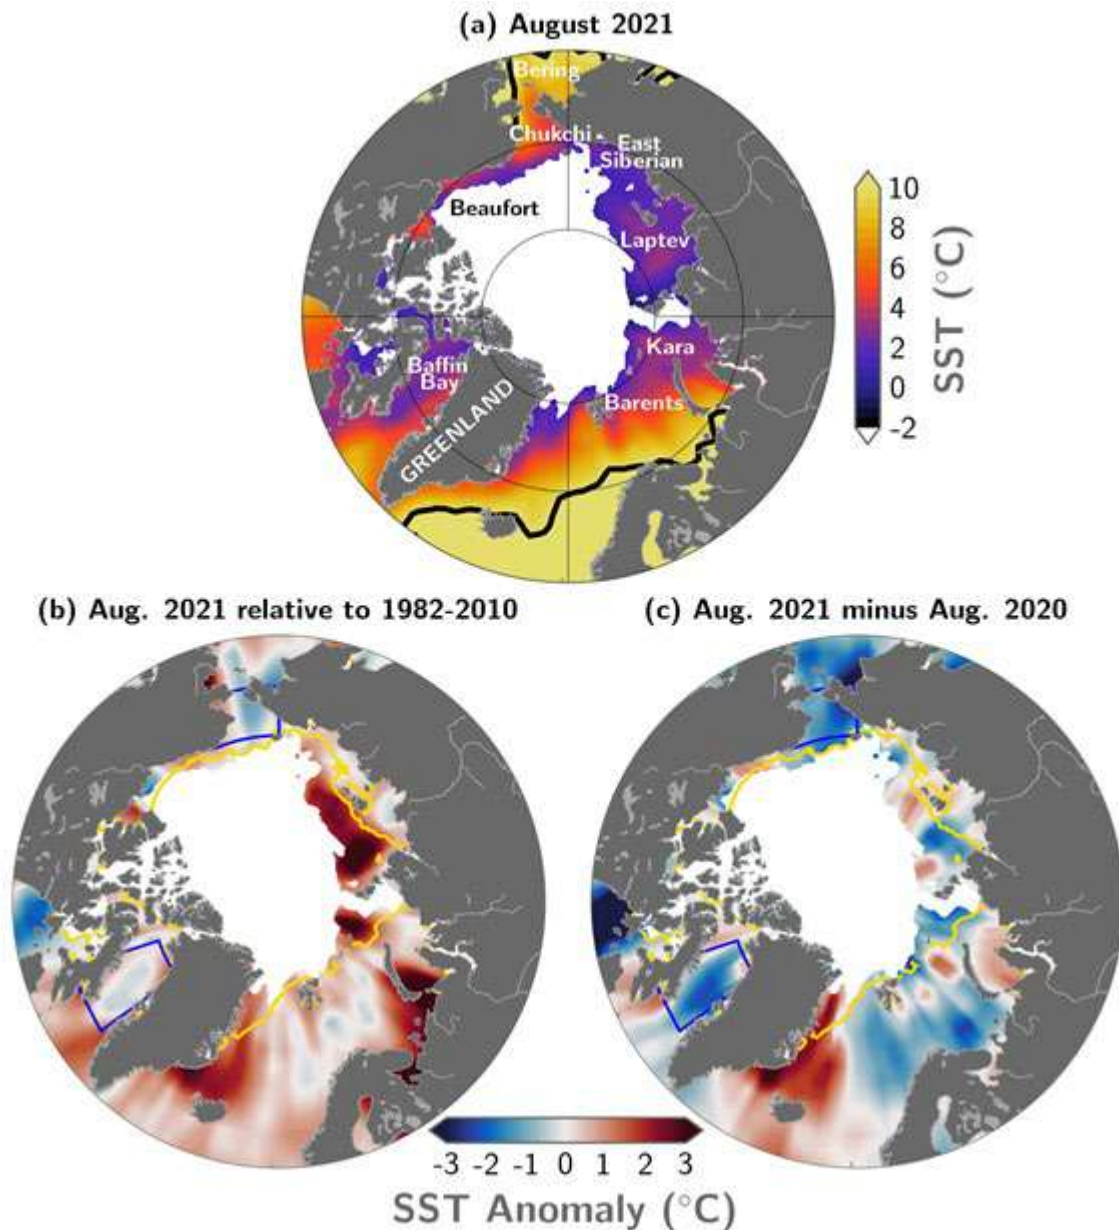 (a) August 2021
Bering
Chukchi
East
Siberian
Beaufort
Laptev
Kara
Baffin
Bay
Barents
GREENLAND
10
8
6
4
2
0
-2
SST (°C)
(b) Aug. 2021 relative to 1982-2010
(c) Aug. 2021 minus Aug. 2020
-3 -2 -1 0 1 2 3
SST Anomaly (°C)